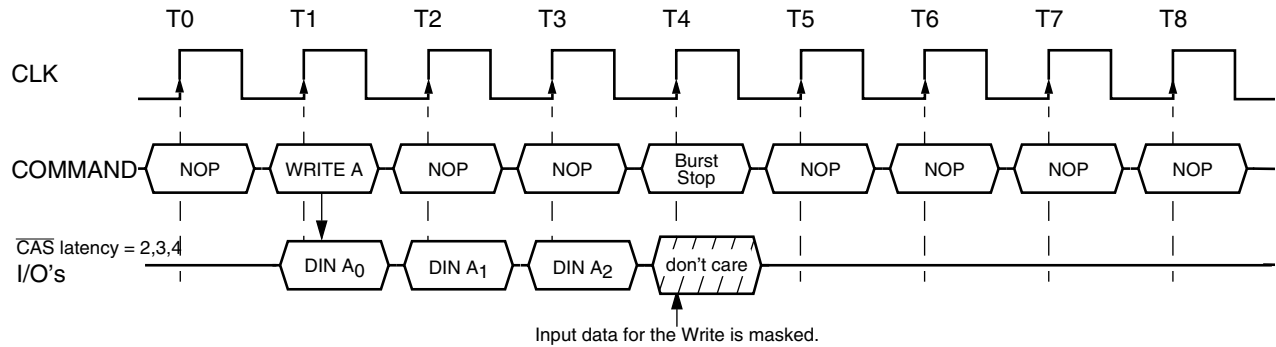 T0 T1 T2 T3 T4 T5 T6 T7 T8
CLK
COMMAND NOP WRITE A NOP NOP Burst Stop NOP NOP NOP NOP
CAS latency = 2,3,4
I/O's DIN A0 DIN A1 DIN A2 don't care
Input data for the Write is masked.